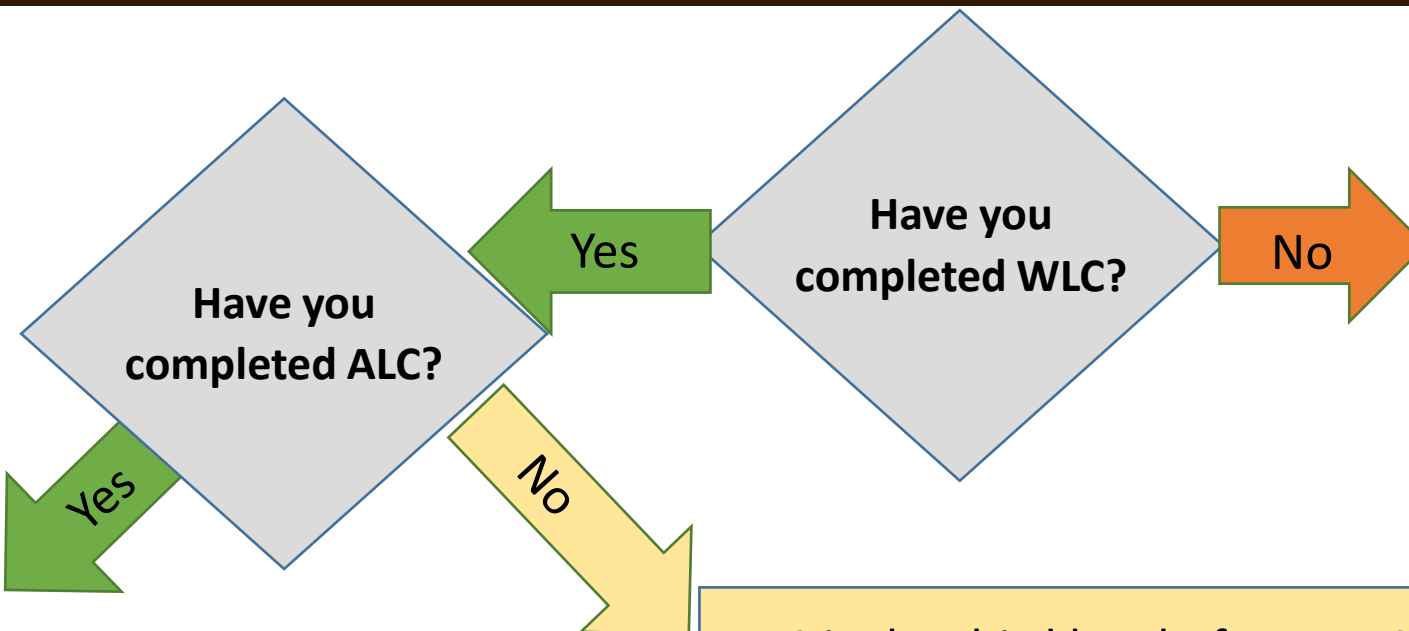 Have you
completed WLC?
Yes
No
Have you
completed ALC?
Yes
No